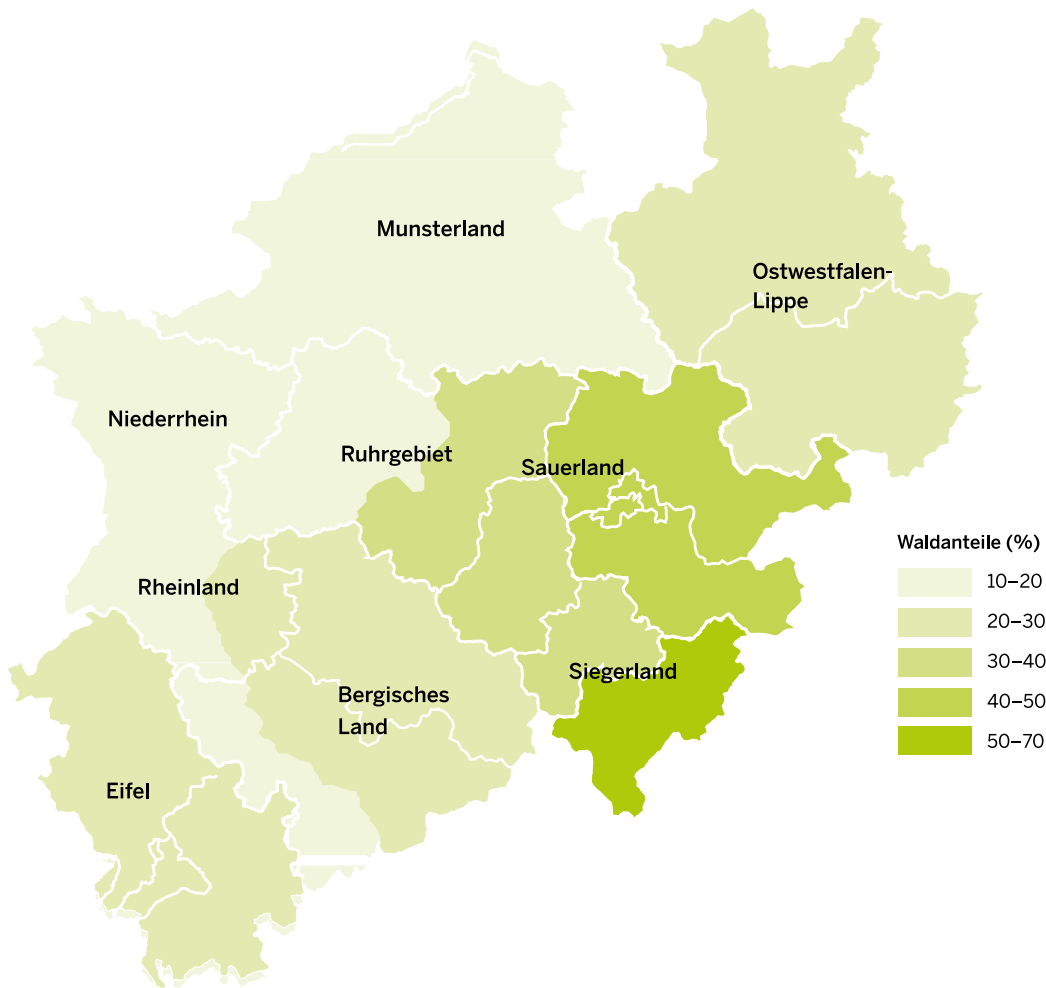 Munsterland
Ostwestfalen-
Lippe
Niederrhein
Ruhrgebiet
Sauerland
Rheinland
Siegerland
Bergisches
Land
Eifel
Waldanteile (%)
10–20
20–30
30–40
40–50
50–70